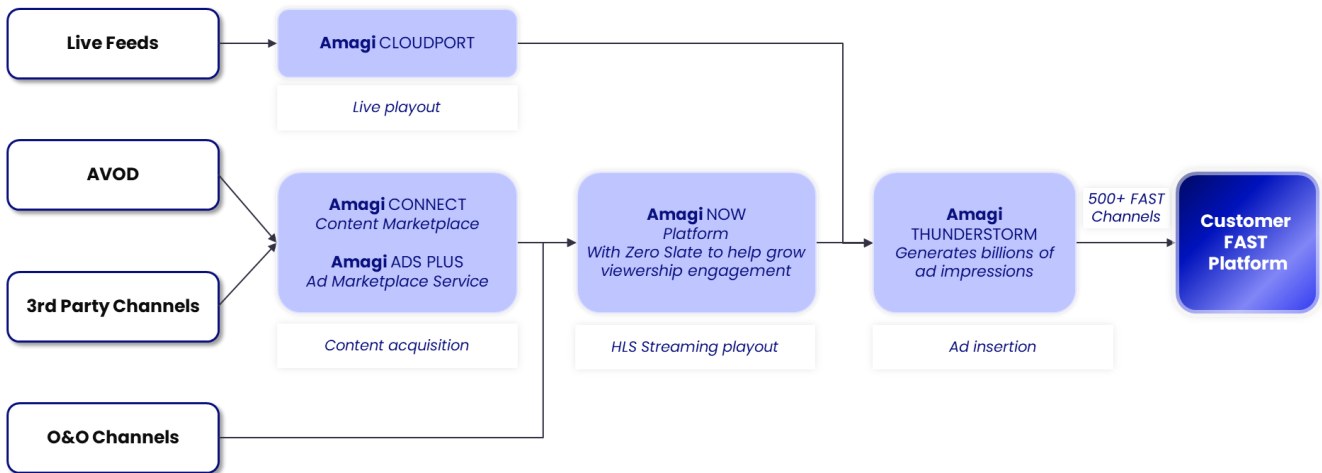 Live Feeds
Amagi CLOUDPORT
Live playout
AVOD
Amagi CONNECT
Content Marketplace
Amagi ADS PLUS
Ad Marketplace Service
Content acquisition
3rd Party Channels
O&O Channels
Amagi NOW
Platform
With Zero Slate to help grow
viewership engagement
HLS Streaming playout
Amagi
THUNDERSTORM
Generates billions of
ad impressions
Ad insertion
500+ FAST
Channels
Customer
FAST
Platform